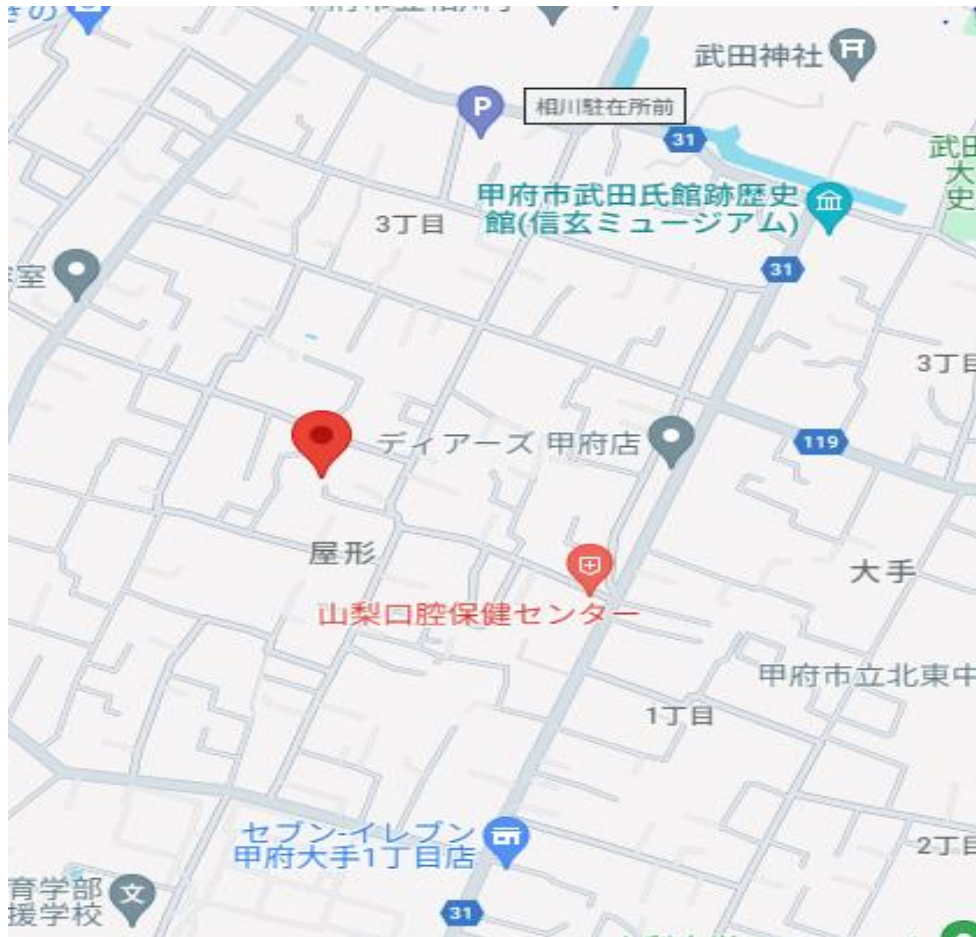 武田神社
P
相川駐在所前
31
甲府市武田氏館跡歴史
館(信玄ミュージアム)
3丁目
31
室
3丁目
ディアーズ 甲府店
119
屋形
大手
山梨口腔保健センター
甲府市立北東中
1丁目
セブン-イレブン
甲府大手1丁目店
2丁目
育学部
援学校
文
31